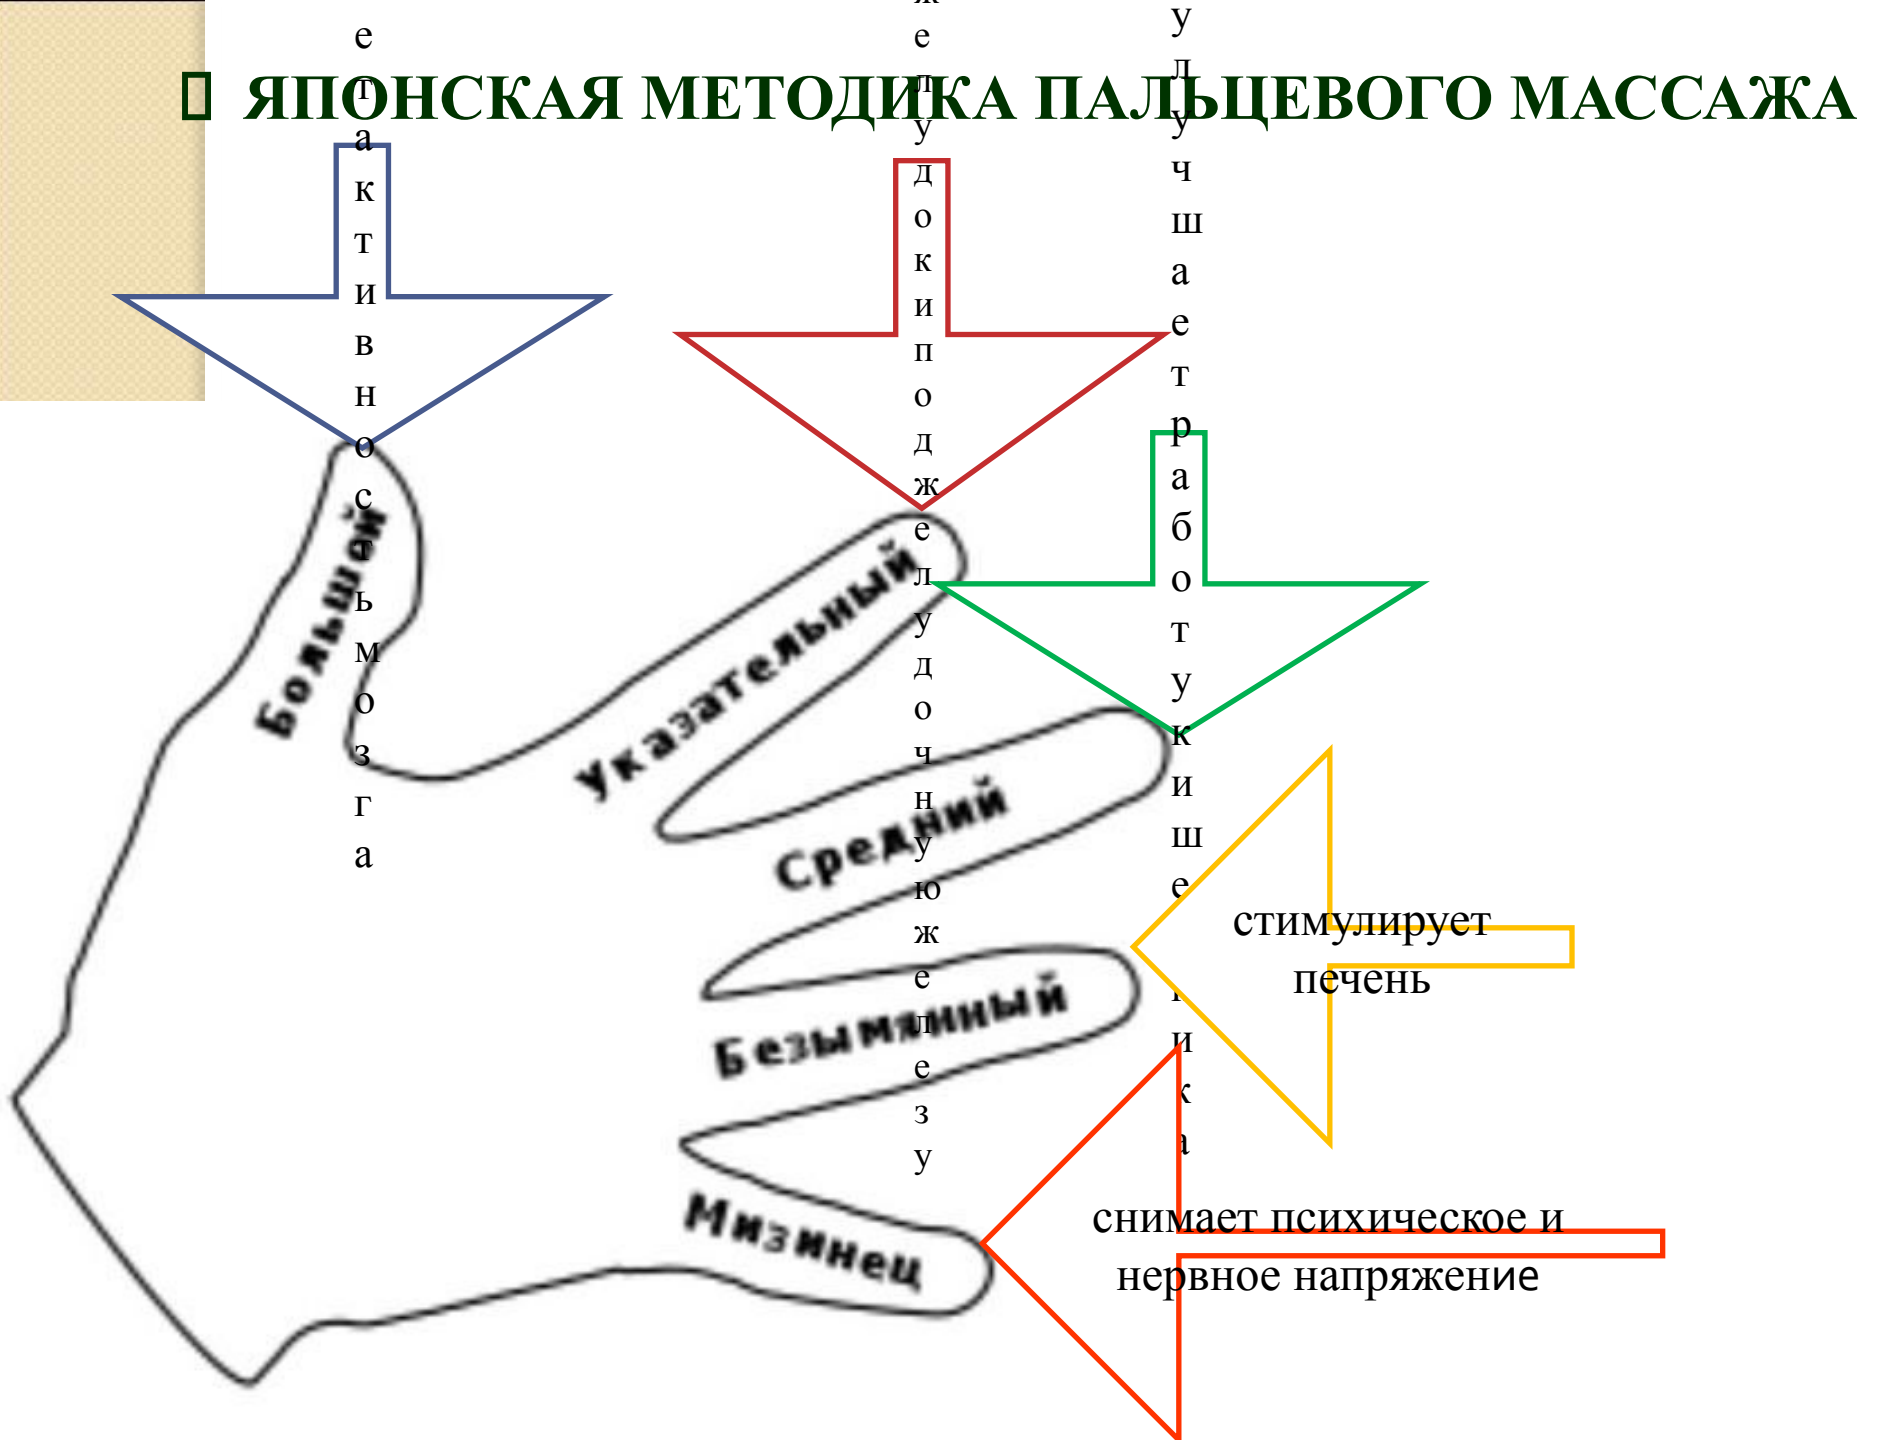 ЯПОНСКАЯ МЕТОДИКА ПАЛЬЦЕВОГО МАССАЖА
активность мозга
желудок и поджелудочную железу
улучшает работу кишечника
Большой
Указательный
Средний
Безымянный
Мизинец
стимулирует
печень
снимает психическое и
нервное напряжение